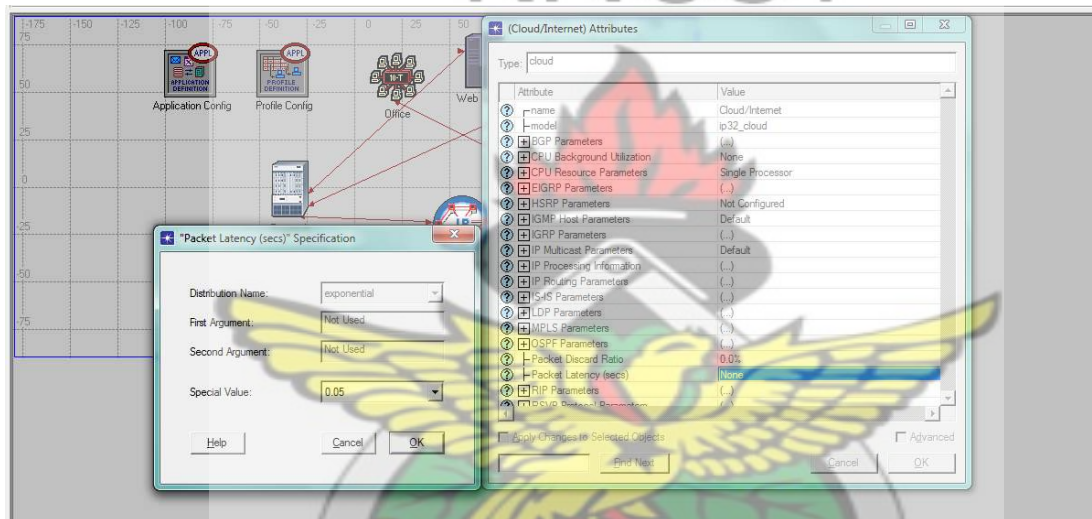 -175 -150 -125 -100 -75 -50 -25 0 25 50
75
50
25
0
-25
-50
-75
APPL
APPLICATION
DEFINITION
Application Config
APPL
PROFILE
DEFINITION
Profile Config
Office
Web
(Cloud/Internet) Attributes
Type: cloud
Attribute Value
name Cloud/Internet
model ip32_cloud
BGP Parameters (...)
CPU Background Utilization None
CPU Resource Parameters Single Processor
EIGRP Parameters (...)
HSRP Parameters Not Configured
IGMP Host Parameters Default
IGRP Parameters (...)
IP Multicast Parameters Default
IP Processing Information (...)
IP Routing Parameters (...)
IS-IS Parameters (...)
LDP Parameters (...)
MPLS Parameters (...)
OSPF Parameters (...)
Packet Discard Ratio 0.0%
Packet Latency (secs) None
RIP Parameters (...)
RSVP Protocol Parameters
Apply Changes to Selected Objects Advanced
Find Next Cancel OK
"Packet Latency (secs)" Specification
Distribution Name: exponential
First Argument: Not Used
Second Argument: Not Used
Special Value: 0.05
Help Cancel OK